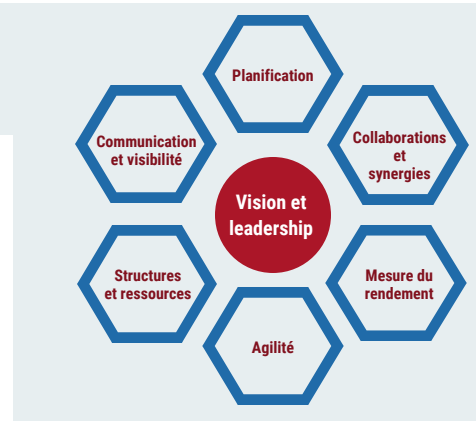 Planification
Communication
et visibilité
Collaborations
et
synergies
Vision et
leadership
Structures
et ressources
Mesure du
rendement
Agilité